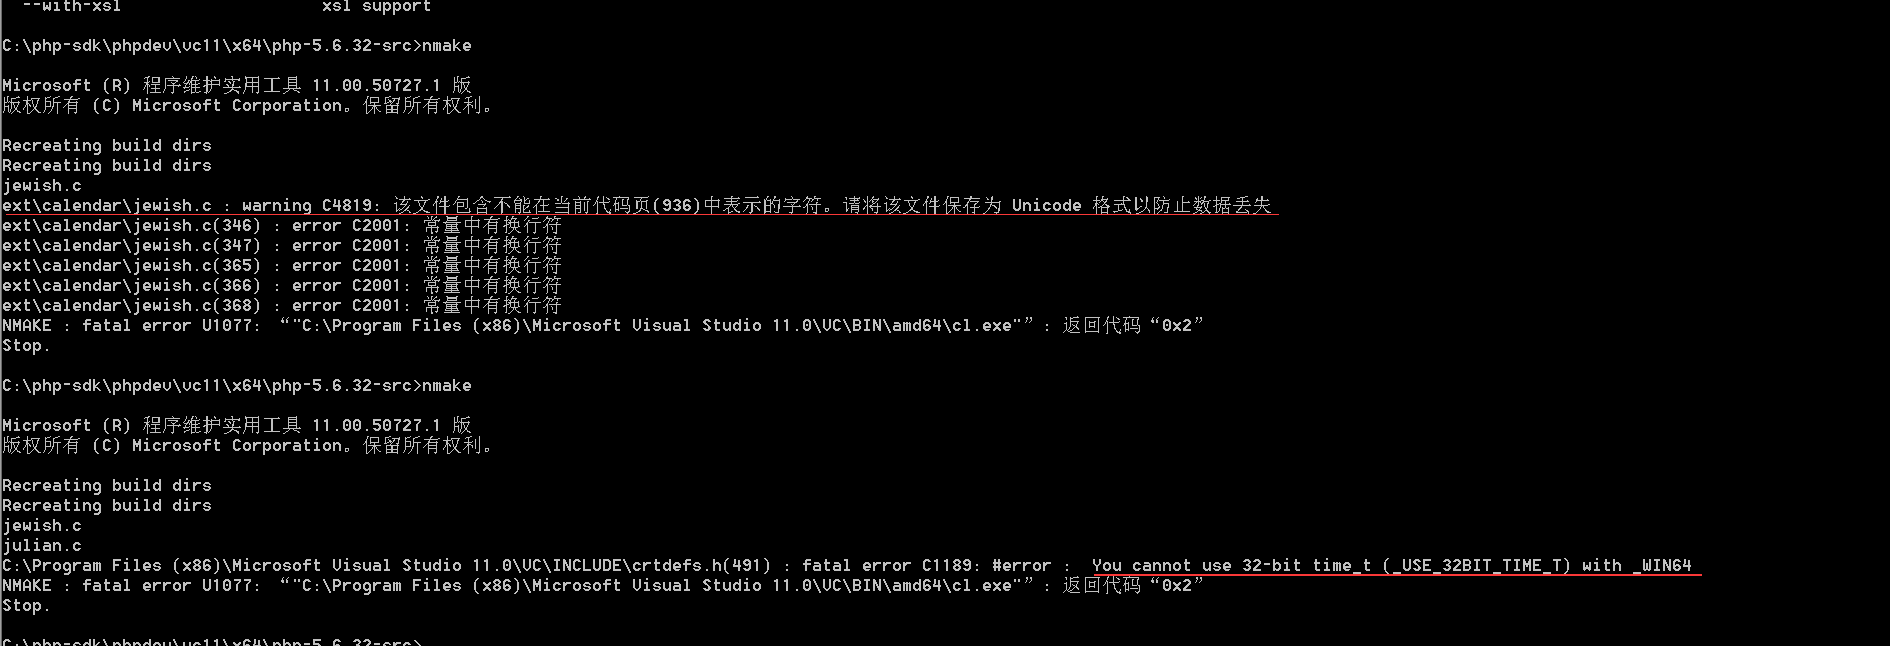 --with-xsl xsl support
C:\php-sdk\phpdev\vc11\x64\php-5.6.32-src>nmake
Microsoft (R) 程序维护实用工具 11.00.50727.1 版
版权所有 (C) Microsoft Corporation。保留所有权利。
Recreating build dirs
Recreating build dirs
jewish.c
ext\calendar\jewish.c : warning C4819: 该文件包含不能在当前代码页(936)中表示的字符。请将该文件保存为 Unicode 格式以防止数据丢失
ext\calendar\jewish.c(346) : error C2001: 常量中有换行符
ext\calendar\jewish.c(347) : error C2001: 常量中有换行符
ext\calendar\jewish.c(365) : error C2001: 常量中有换行符
ext\calendar\jewish.c(366) : error C2001: 常量中有换行符
ext\calendar\jewish.c(368) : error C2001: 常量中有换行符
NMAKE : fatal error U1077: “"C:\Program Files (x86)\Microsoft Visual Studio 11.0\VC\BIN\amd64\cl.exe"”: 返回代码“0x2”
Stop.
C:\php-sdk\phpdev\vc11\x64\php-5.6.32-src>nmake
Microsoft (R) 程序维护实用工具 11.00.50727.1 版
版权所有 (C) Microsoft Corporation。保留所有权利。
Recreating build dirs
Recreating build dirs
jewish.c
julian.c
C:\Program Files (x86)\Microsoft Visual Studio 11.0\VC\INCLUDE\crtdefs.h(491) : fatal error C1189: #error :  You cannot use 32-bit time_t (_USE_32BIT_TIME_T) with _WIN64
NMAKE : fatal error U1077: “"C:\Program Files (x86)\Microsoft Visual Studio 11.0\VC\BIN\amd64\cl.exe"”: 返回代码“0x2”
Stop.
C:\php-sdk\phpdev\vc11\x64\php-5.6.32-src>